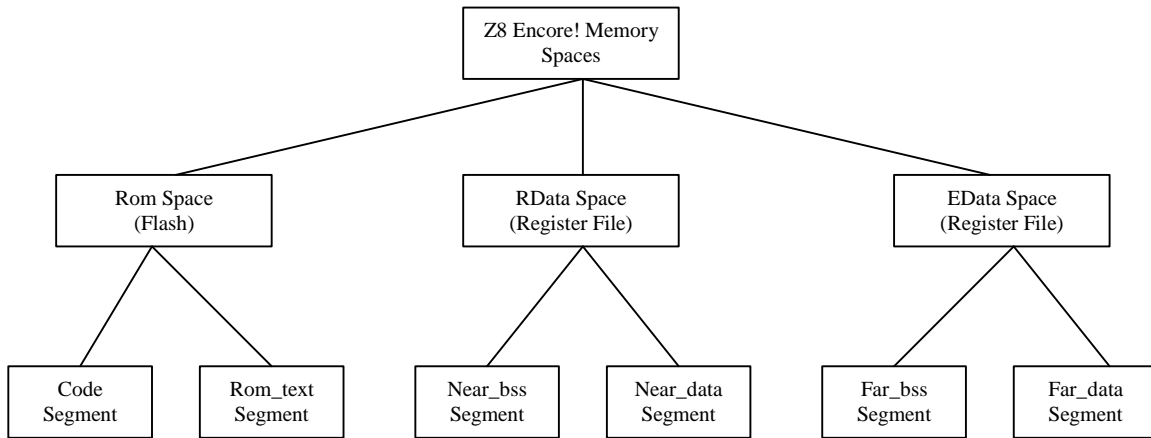 Z8 Encore! Memory
Spaces
Rom Space
(Flash)
RData Space
(Register File)
EData Space
(Register File)
Code
Segment
Rom_text
Segment
Near_bss
Segment
Near_data
Segment
Far_bss
Segment
Far_data
Segment